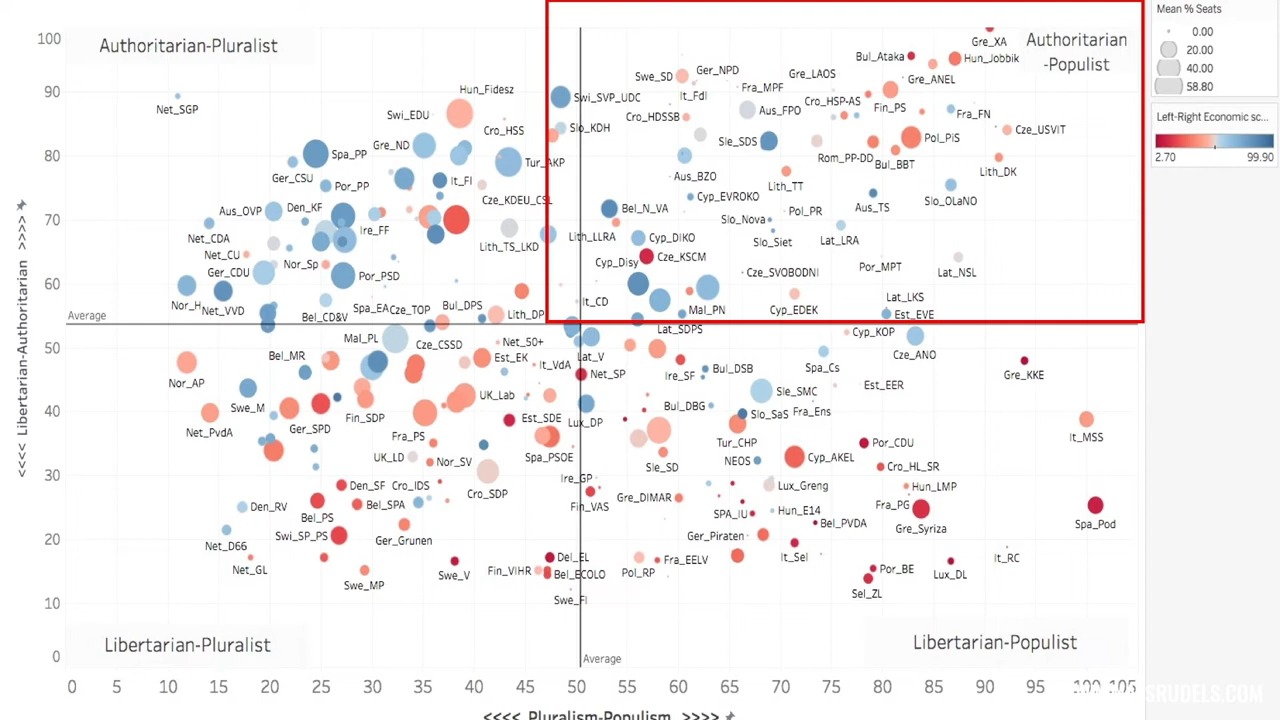 Mean % Seats
0.00
20.00
40.00
58.80
Left-Right Economic sc...
2.70
99.90
Authoritarian-Pluralist
Authoritarian
-Populist
Libertarian-Pluralist
Libertarian-Populist
<<<< Libertarian-Authoritarian >>>>
100
90
80
70
60
50
40
30
20
10
0
Average
Average
Gre_XA
Bul_Ataka
Hun_Jobbik
Swe_SD
Ger_NPD
Gre_LAOS
Gre_ANEL
Net_SGP
Hun_Fidesz
Swi_SVP_UDC
It_FdI
Fra_MPF
Cro_HSP-AS
Fin_PS
Swi_EDU
Aus_FPO
Fra_FN
Cro_HSS
Slo_KDH
Cro_HDSSB
Cze_USVIT
Gre_ND
Sle_SDS
Pol_PiS
Spa_PP
Tur_AKP
Rom_PP-DD
Bul_BBT
Lith_DK
Ger_CSU
It_FI
Aus_BZO
Por_PP
Lith_TT
Cze_KDEU_CSL
Cyp_EVROKO
Slo_OLaNO
Aus_OVP
Den_KF
Bel_N_VA
Pol_PR
Aus_TS
Ire_FF
Slo_Nova
Net_CDA
Lith_TS_LKD
Lith_LLRA
Cyp_DIKO
Slo_Siet
Lat_LRA
Net_CU
Nor_Sp
Cyp_Disy
Cze_KSCM
Ger_CDU
Por_PSD
Cze_SVOBODNI
Por_MPT
Lat_NSL
Nor_H
Net_VVD
Spa_EA
Cze_TOP
Bul_DPS
It_CD
Mal_PN
Cyp_EDEK
Lat_LKS
Bel_CD&V
Lith_DP
Est_EVE
Mal_PL
Cze_CSSD
Net_50+
Lat_SDPS
Cyp_KOP
Bel_MR
Est_EK
It_VdA
Lat_V
Cze_ANO
Nor_AP
Net_SP
Ire_SF
Bul_DSB
Spa_Cs
Gre_KKE
Swe_M
UK_Lab
Sle_SMC
Est_EER
Fin_SDP
Bul_DBG
Net_PvdA
Ger_SPD
Est_SDE
Lux_DP
Slo_SaS
Fra_Ens
It_MSS
Fra_PS
Tur_CHP
Por_CDU
UK_LD
Nor_SV
Spa_PSOE
Sle_SD
NEOS
Cyp_AKEL
Cro_HL_SR
Cro_SDP
Ire_GP
Den_SF
Cro_IDS
Lux_Greng
Hun_LMP
Den_RV
Bel_PS
Bel_SPA
Fin_VAS
Gre_DIMAR
Fra_PG
SPA_IU
Hun_E14
Spa_Pod
Net_D66
Swi_SP_PS
Ger_Grunen
Ger_Piraten
Bel_PVDA
Gre_Syriza
Net_GL
Swe_MP
Swe_V
Fin_VIHR
Del_EL
Bel_ECOLO
Pol_RP
Fra_EELV
It_Sel
Por_BE
Lux_DL
It_RC
Swe_FI
Sel_ZL
0 5 10 15 20 25 30 35 40 45 50 55 60 65 70 75 80 85 90 95 100 105
<<<< Pluralism-Populism >>>>